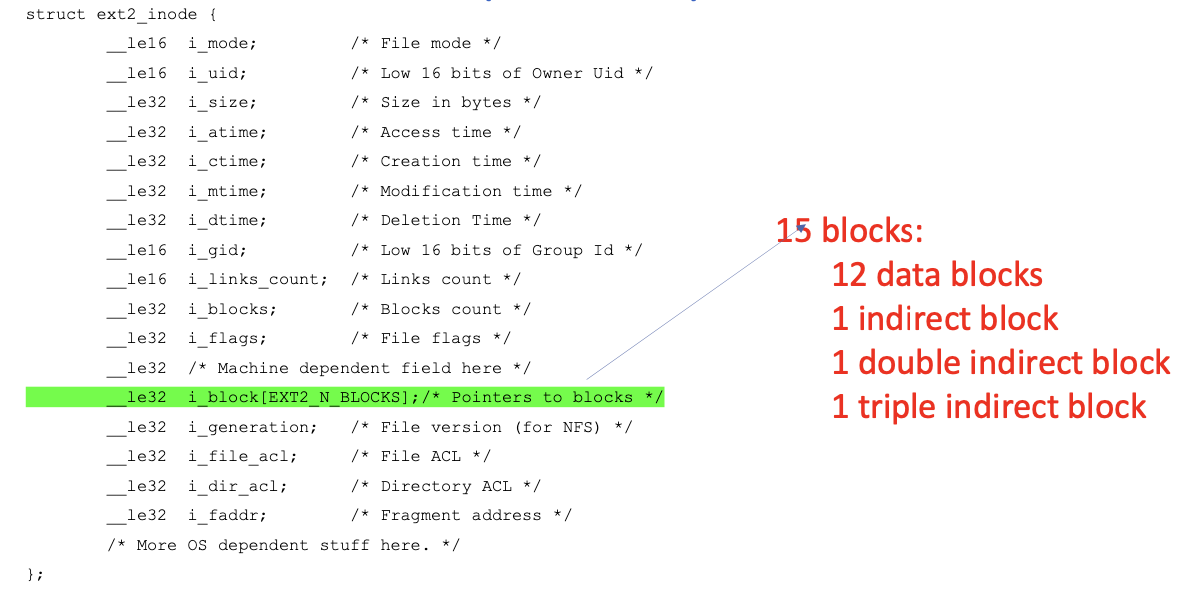 struct ext2_inode {
__le16 i_mode; /* File mode */
__le16 i_uid; /* Low 16 bits of Owner Uid */
__le32 i_size; /* Size in bytes */
__le32 i_atime; /* Access time */
__le32 i_ctime; /* Creation time */
__le32 i_mtime; /* Modification time */
__le32 i_dtime; /* Deletion Time */
__le16 i_gid; /* Low 16 bits of Group Id */
__le16 i_links_count; /* Links count */
__le32 i_blocks; /* Blocks count */
__le32 i_flags; /* File flags */
__le32 /* Machine dependent field here */
__le32 i_block[EXT2_N_BLOCKS];/* Pointers to blocks */
__le32 i_generation; /* File version (for NFS) */
__le32 i_file_acl; /* File ACL */
__le32 i_dir_acl; /* Directory ACL */
__le32 i_faddr; /* Fragment address */
/* More OS dependent stuff here. */
};
15 blocks:
12 data blocks
1 indirect block
1 double indirect block
1 triple indirect block